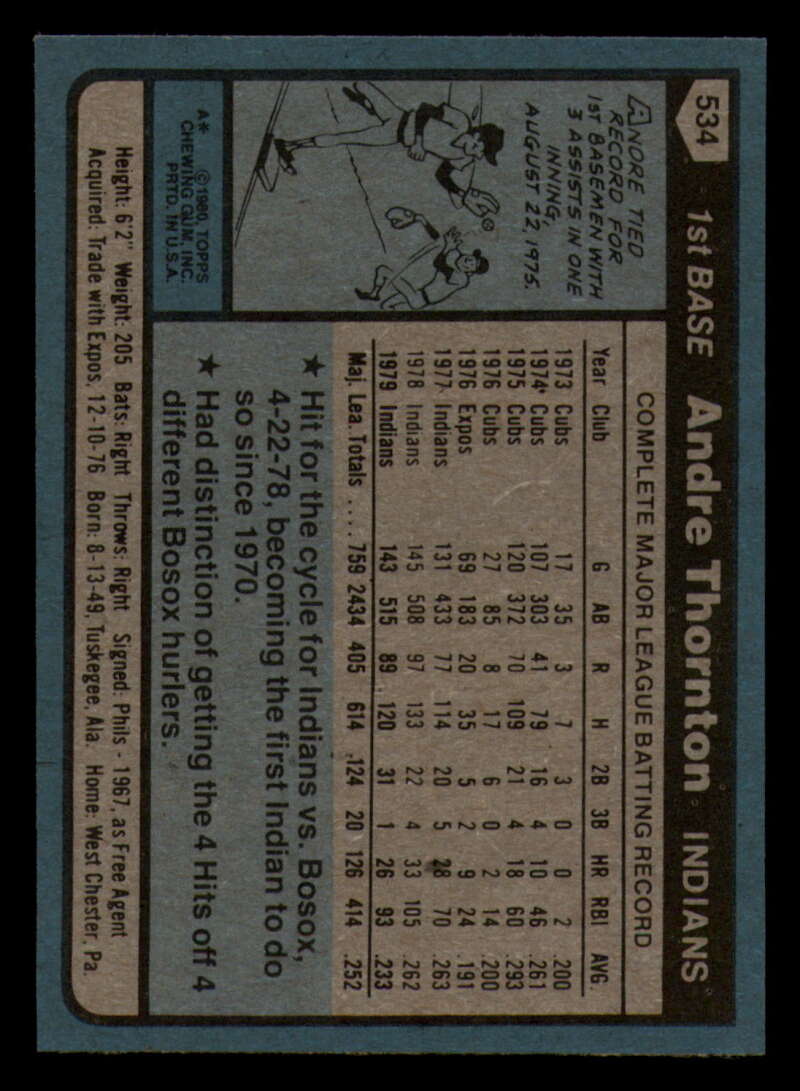 534
1st BASE Andre Thornton INDIANS
ANDRE TIED
RECORD FOR
1ST BASEMEN WITH
3 ASSISTS IN ONE
INNING,
AUGUST 22, 1975.
A* © 1980, TOPPS
CHEWING GUM, INC.
PRTD. IN U.S.A.
COMPLETE MAJOR LEAGUE BATTING RECORD
Year Club G AB R H 2B 3B HR RBI AVG.
1973 Cubs 17 35 3 7 3 0 0 2 .200
1974 Cubs 107 303 41 79 16 4 10 46 .261
1975 Cubs 120 372 70 109 21 4 18 60 .293
1976 Cubs 27 85 8 17 6 0 2 14 .200
1976 Expos 69 183 20 35 5 2 9 24 .191
1977 Indians 131 433 77 114 20 5 28 70 .263
1978 Indians 145 508 97 133 22 4 33 105 .262
1979 Indians 143 515 89 120 31 1 26 93 .233
Maj. Lea. Totals .... 759 2434 405 614 124 20 126 414 .252
★ Hit for the cycle for Indians vs. Bosox,
4-22-78, becoming the first Indian to do
so since 1970.
★ Had distinction of getting the 4 Hits off 4
different Bosox hurlers.
Height: 6'2" Weight: 205 Bats: Right Throws: Right Signed: Phils - 1967, as Free Agent
Acquired: Trade with Expos, 12-10-76 Born: 8-13-49, Tuskegee, Ala. Home: West Chester, Pa.